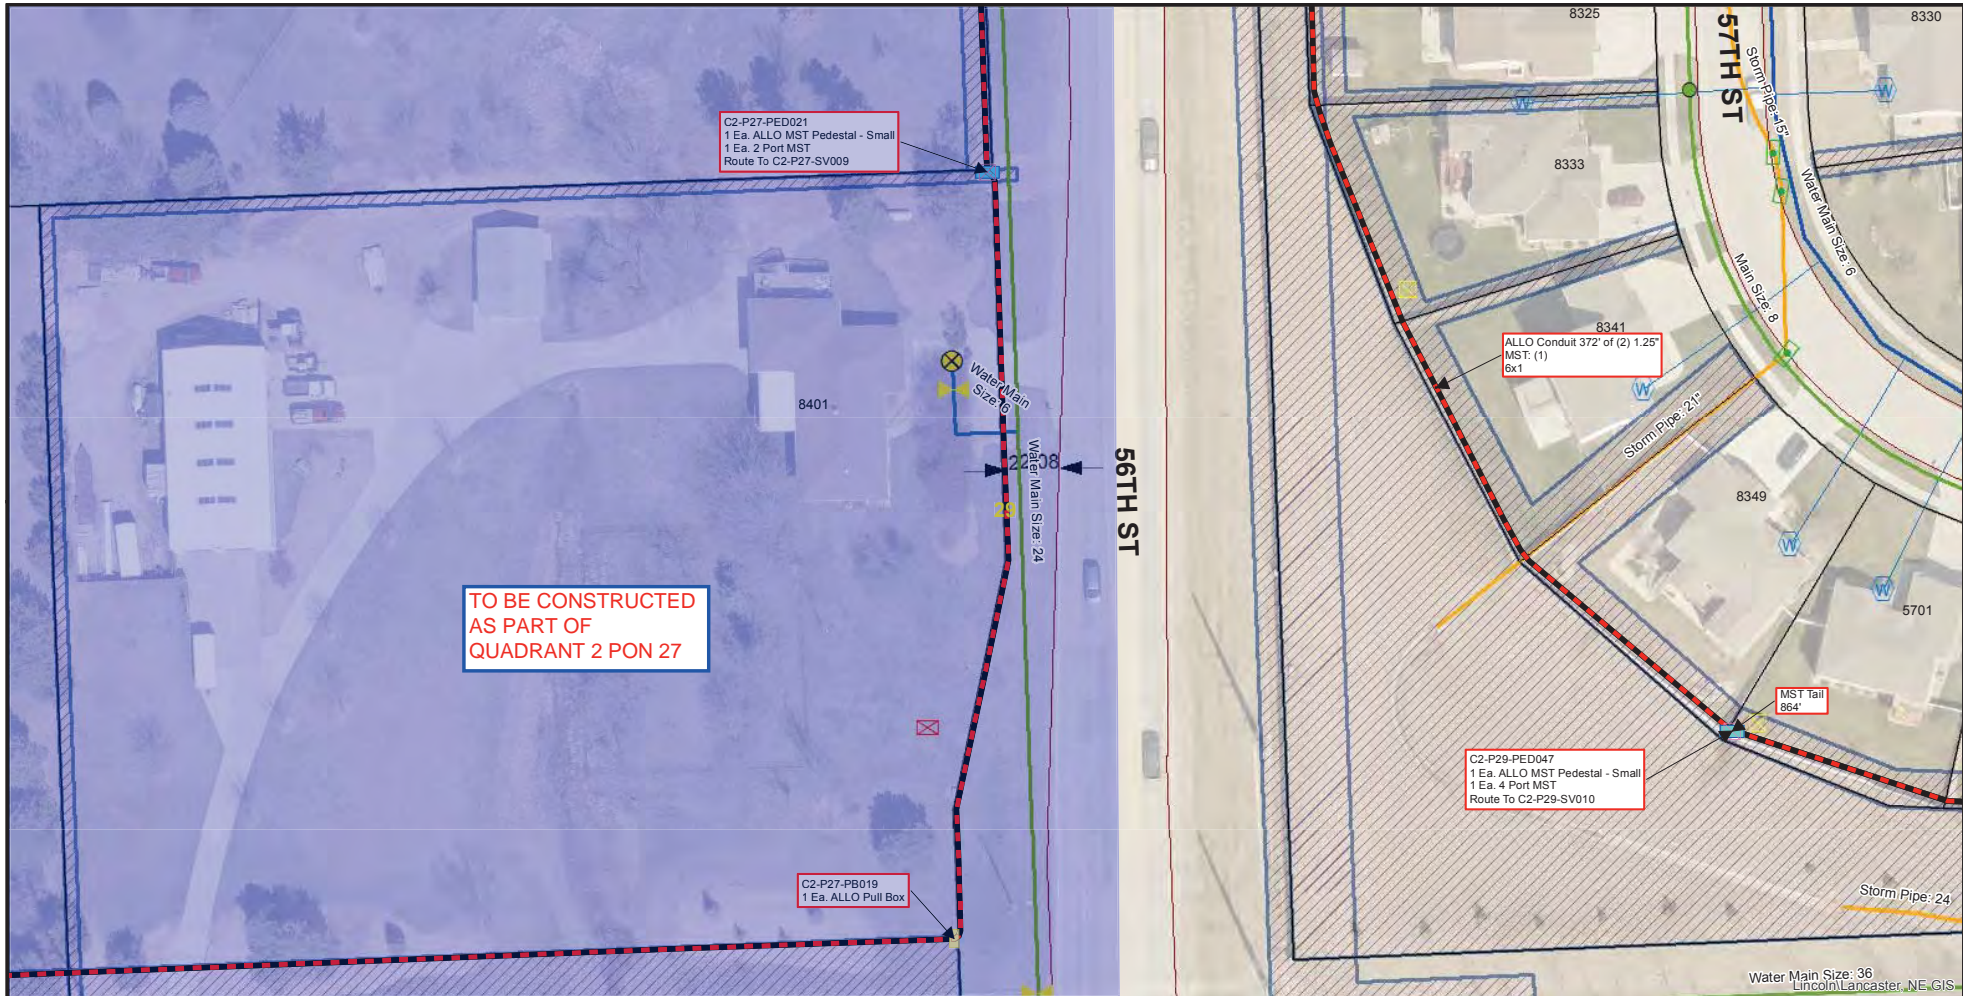 8325
57TH ST
8330
Storm Pipe: 15"
C2-P27-PED021
1 Ea. ALLO MST Pedestal - Small
1 Ea. 2 Port MST
Route To C2-P27-SV009
W
W
8333
Water Main Size: 6
Main Size: 8
8341
ALLO Conduit 372' of (2) 1.25"
MST: (1)
6x1
Water Main
Size: 6
W
8401
Storm Pipe: 21"
22.08
Water Main Size: 24
56TH ST
29
8349
W
W
5701
TO BE CONSTRUCTED
AS PART OF
QUADRANT 2 PON 27
MST Tail
864'
C2-P29-PED047
1 Ea. ALLO MST Pedestal - Small
1 Ea. 4 Port MST
Route To C2-P29-SV010
C2-P27-PB019
1 Ea. ALLO Pull Box
Storm Pipe: 24
Water Main Size: 36
Lincoln\Lancaster, NE GIS